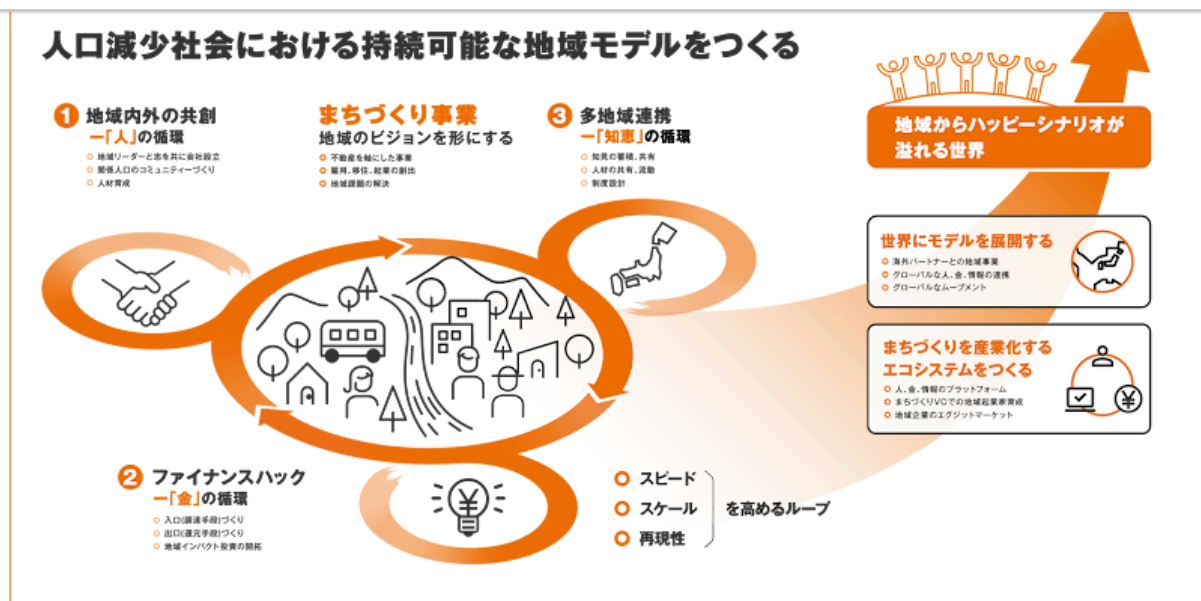 人口減少社会における持続可能な地域モデルをつくる
1 地域内外の共創
ー「人」の循環
地域リーダーと志を共に会社設立
関係人口のコミュニティーづくり
人材育成
まちづくり事業
地域のビジョンを形にする
不動産を軸にした事業
雇用、移住、起業の創出
地域課題の解決
3 多地域連携
ー「知恵」の循環
知見の蓄積、共有
人材の共有、流動
制度設計
2 ファイナンスハック
ー「金」の循環
入口(調達手段)づくり
出口(還元手段)づくり
地域インパクト投資の開拓
¥
スピード
スケール
再現性
を高めるループ
地域からハッピーシナリオが
溢れる世界
世界にモデルを展開する
海外パートナーとの地域事業
グローバルな人、金、情報の連携
グローバルなムーブメント
まちづくりを産業化する
エコシステムをつくる
人、金、情報のプラットフォーム
まちづくりVCでの地域起業家育成
地域企業のエグジットマーケット
¥